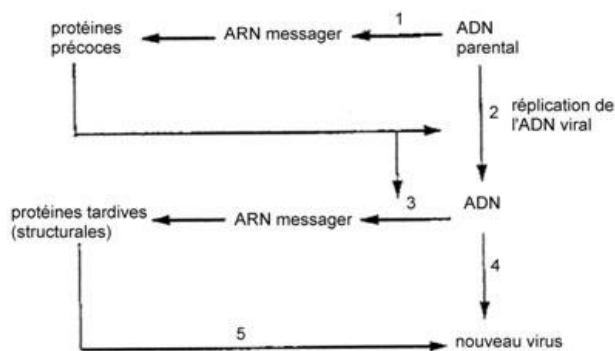 protéines
précoces
ARN messager
1
ADN
parental
2
réplication de
l'ADN viral
protéines tardives
(structurales)
ARN messager
3
ADN
4
5
nouveau virus